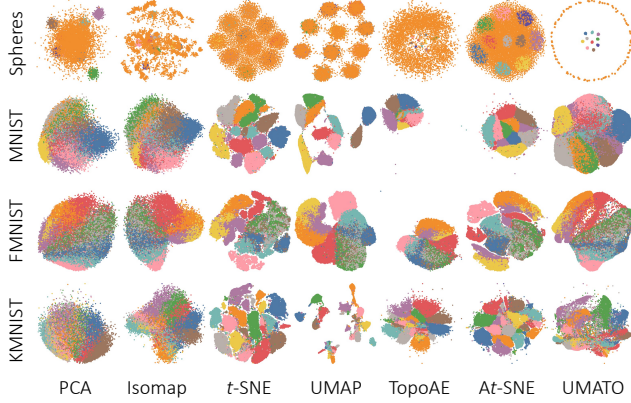 Spheres
MNIST
FMNIST
KMNIST
PCA Isomap t-SNE UMAP TopoAE At-SNE UMATO